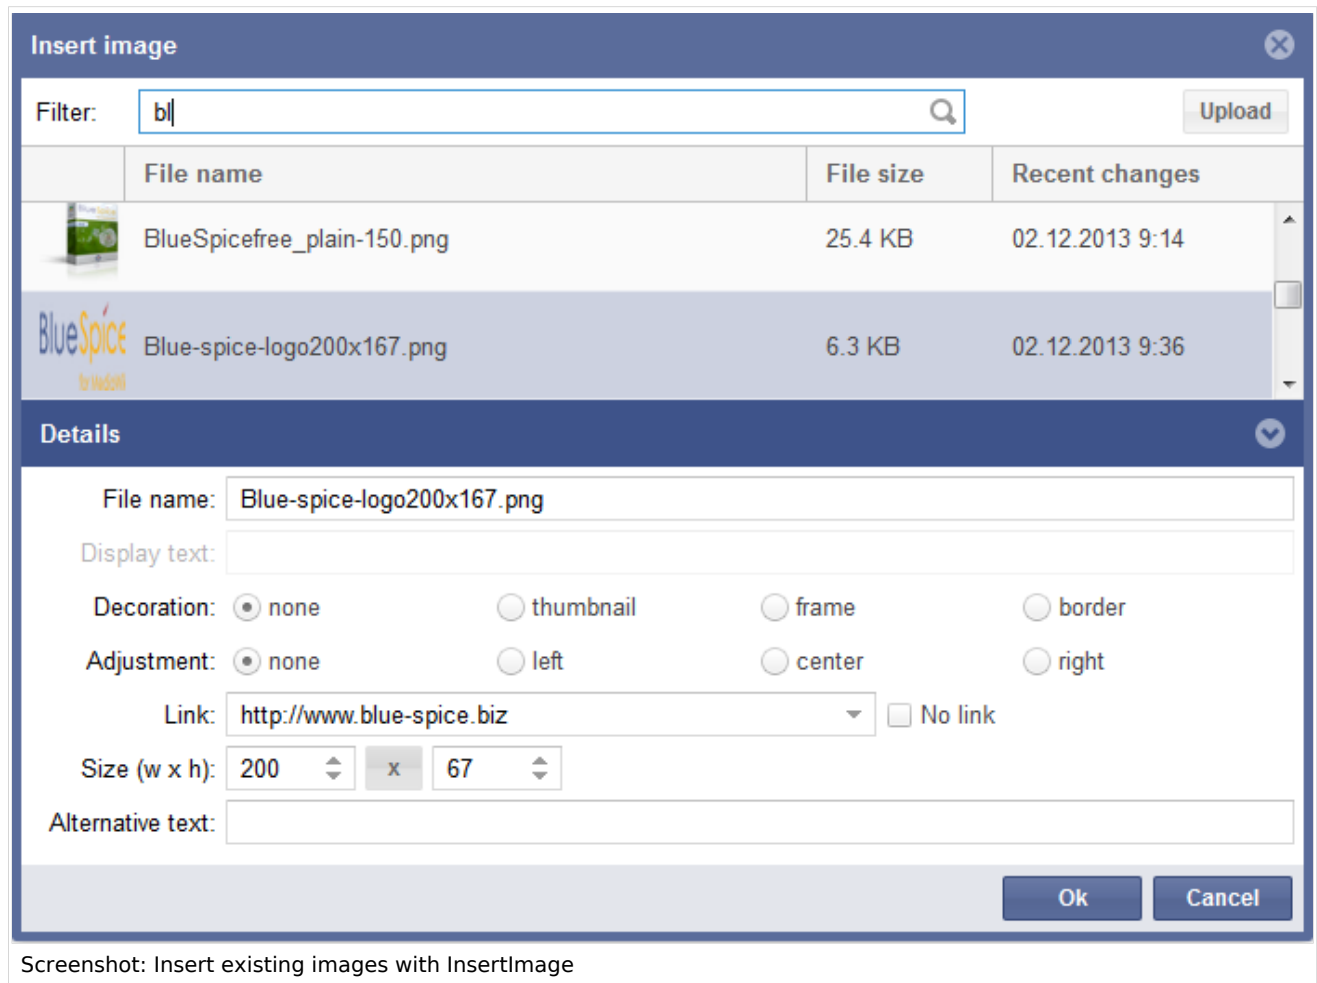 Insert image
Filter: bl Upload
File name File size Recent changes
BlueSpicefree_plain-150.png 25.4 KB 02.12.2013 9:14
BlueSpice
Blue-spice-logo200x167.png 6.3 KB 02.12.2013 9:36
Details
File name: Blue-spice-logo200x167.png
Display text:
Decoration: none thumbnail frame border
Adjustment: none left center right
Link: http://www.blue-spice.biz No link
Size (w x h): 200 x 67
Alternative text:
Ok Cancel
Screenshot: Insert existing images with InsertImage